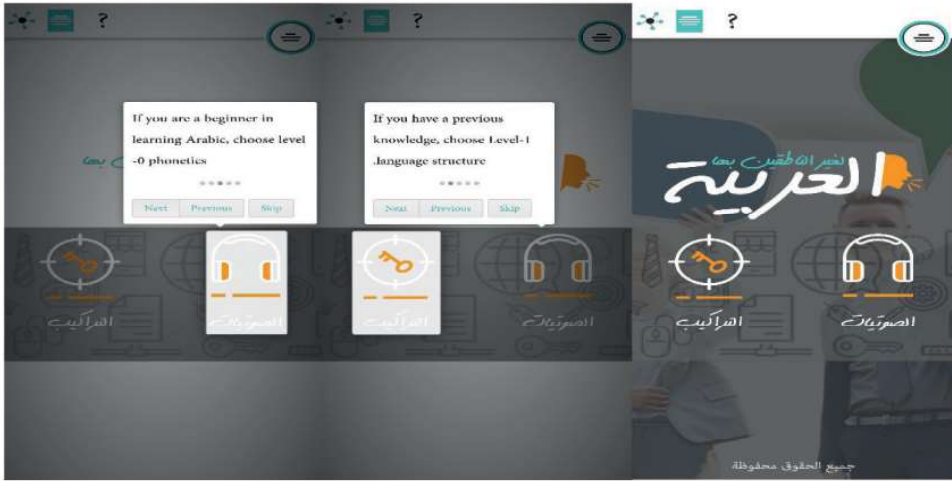 ?
If you are a beginner in
learning Arabic, choose level
-0 phonetics
Next Previous Skip
التراكيب
الصوتيات
?
If you have a previous
knowledge, choose Level-1
.language structure
Next Previous Skip
التراكيب
الصوتيات
?
لغير الناطقين بها
العربية
التراكيب
الصوتيات
جميع الحقوق محفوظة